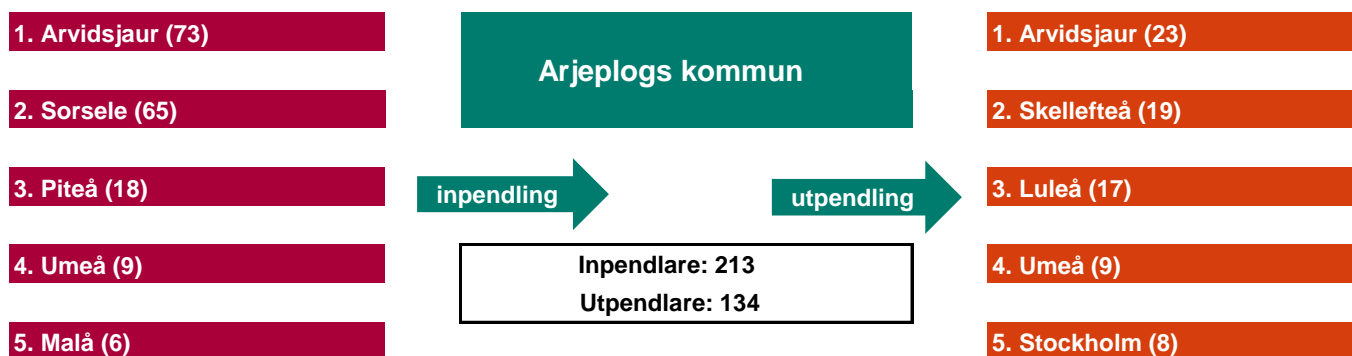 1. Arvidsjaur (73)
2. Sorsele (65)
3. Piteå (18)
4. Umeå (9)
5. Malå (6)
Arjeplogs kommun
inpendling
utpendling
Inpendlare: 213
Utpendlare: 134
1. Arvidsjaur (23)
2. Skellefteå (19)
3. Luleå (17)
4. Umeå (9)
5. Stockholm (8)